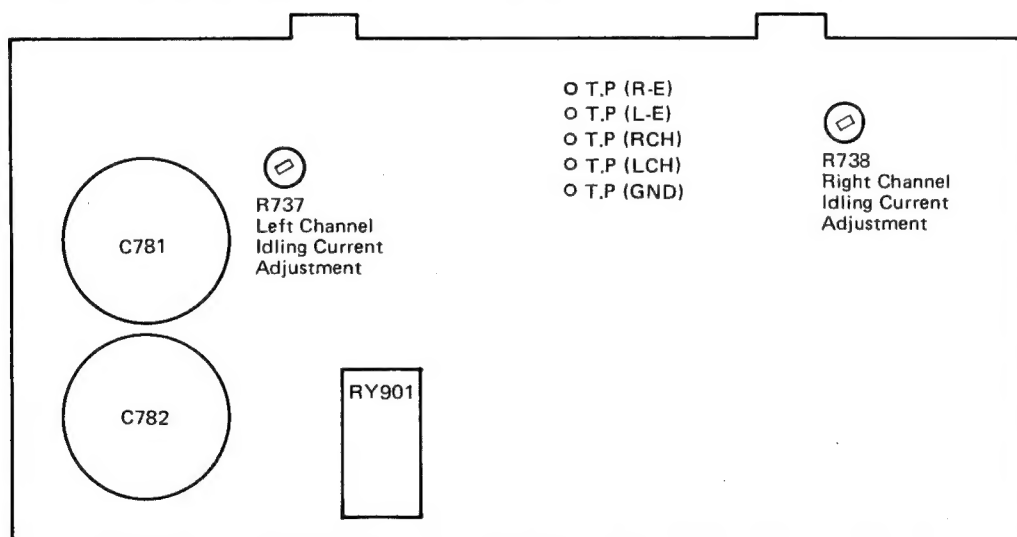 T.P (R-E)
T.P (L-E)
T.P (RCH)
T.P (LCH)
T.P (GND)
R738
Right Channel
Idling Current
Adjustment
R737
Left Channel
Idling Current
Adjustment
C781
C782
RY901